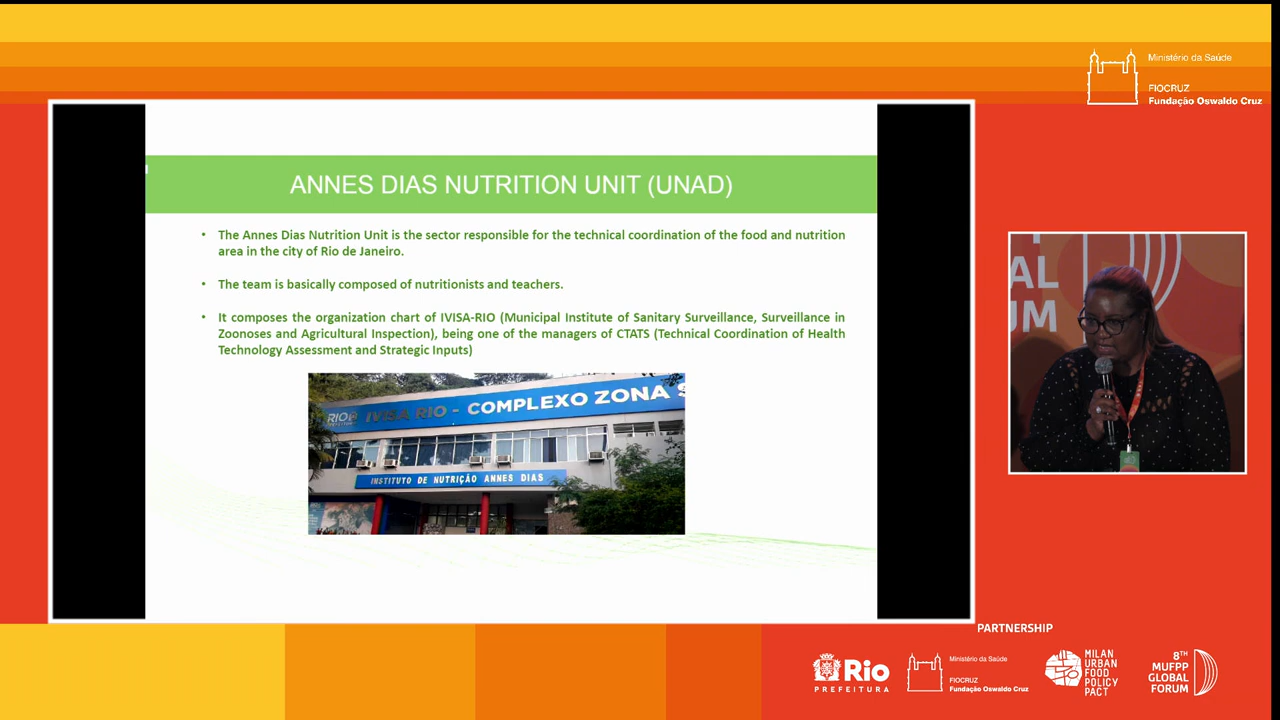 Ministério da Saúde
FIOCRUZ
Fundação Oswaldo Cruz
ANNES DIAS NUTRITION UNIT (UNAD)
• The Annes Dias Nutrition Unit is the sector responsible for the technical coordination of the food and nutrition
area in the city of Rio de Janeiro.
• The team is basically composed of nutritionists and teachers.
• It composes the organization chart of IVISA-RIO (Municipal Institute of Sanitary Surveillance, Surveillance in
Zoonoses and Agricultural Inspection), being one of the managers of CTATS (Technical Coordination of Health
Technology Assessment and Strategic Inputs)
RIO
IVISA RIO - COMPLEXO ZONA S
INSTITUTO DE NUTRIÇÃO ANNES DIAS
AL
UM
PARTNERSHIP
Rio
PREFEITURA
Ministério da Saúde
FIOCRUZ
Fundação Oswaldo Cruz
MILAN
URBAN
FOOD
POLICY
PACT
8TH
MUFPP
GLOBAL
FORUM